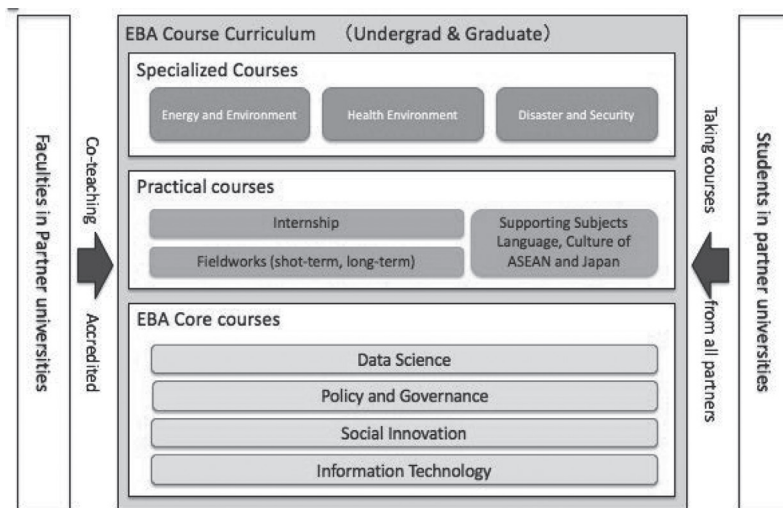 EBA Course Curriculum （Undergrad & Graduate）
Specialized Courses
Energy and Environment
Health Environment
Disaster and Security
Practical courses
Internship
Fieldworks (shot-term, long-term)
Supporting Subjects
Language, Culture of
ASEAN and Japan
EBA Core courses
Data Science
Policy and Governance
Social Innovation
Information Technology
Faculties in Partner universities
Co-teaching
Accredited
Taking courses
from all partners
Students in partner universities